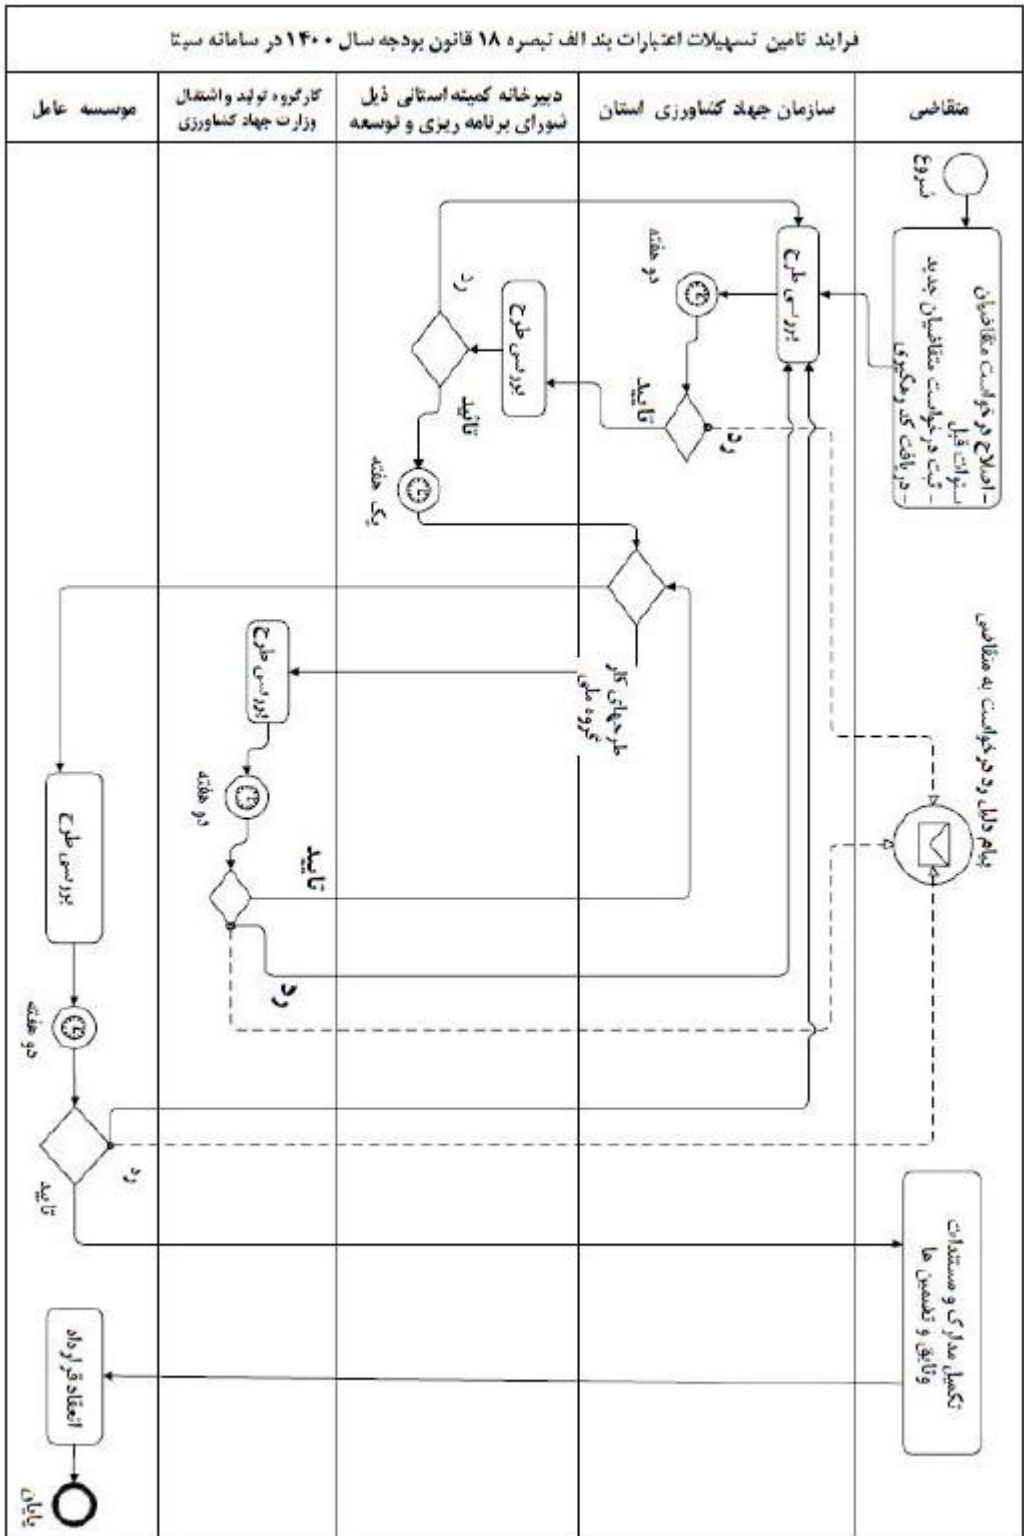 فرایند تامین تسهیلات اعتبارات بند الف تبصره ۱۸ قانون بودجه سال ۱۴۰۰ در سامانه سیتا
متقاضی
سازمان جهاد کشاورزی استان
دبیرخانه کمیته استانی ذیل
شورای برنامه ریزی و توسعه
کارگروه تولید و اشتغال
وزارت جهاد کشاورزی
موسسه عامل
شروع
- اصلاح درخواست متقاضیان
سنوات قبل
- ثبت درخواست متقاضیان جدید
- دریافت کد رهگیری
بررسی طرح
دو هفته
تایید
رد
بررسی طرح
رد
تائید
یک هفته
طرحهای کار
گروه ملی
بررسی طرح
دو هفته
تایید
رد
پیام دلیل رد درخواست به متقاضی
بررسی طرح
دو هفته
رد
تایید
تکمیل مدارک و مستندات
وثایق و تضمین ها
انعقاد قرارداد
پایان